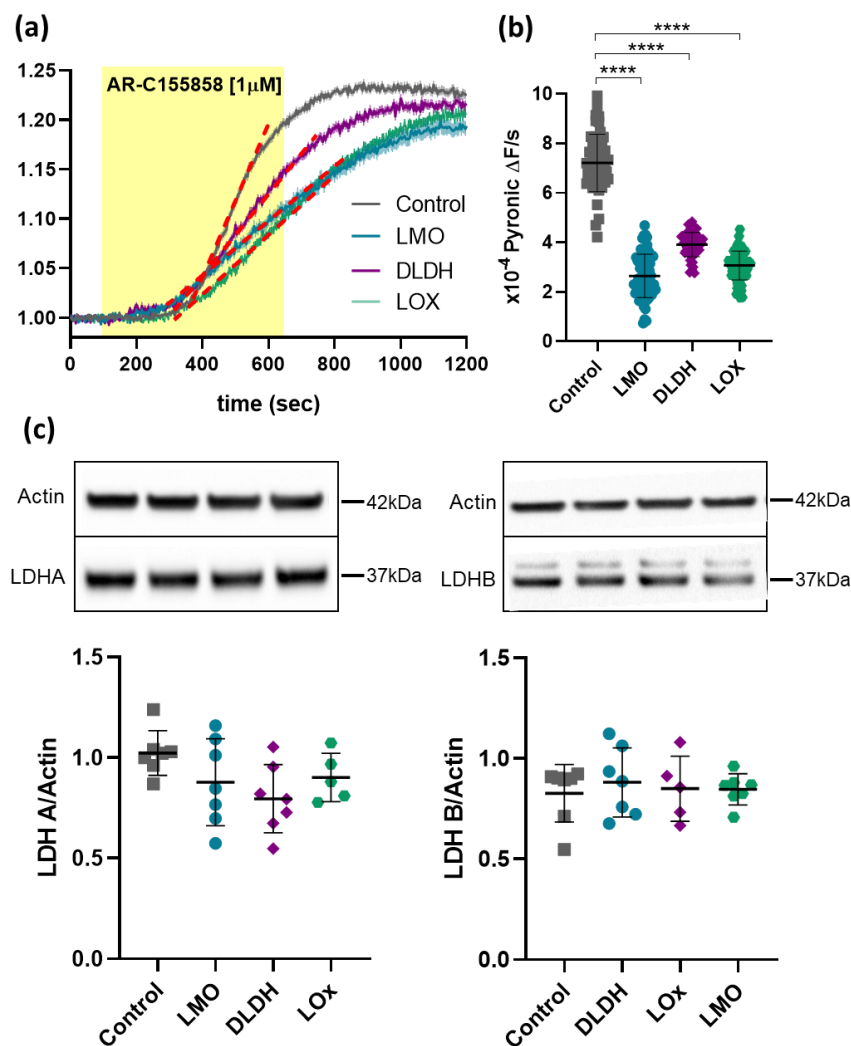 (a)
1.25
1.20
1.15
1.10
1.05
1.00
AR-C155858 [1µM]
Control
LMO
DLDH
LOX
0 200 400 600 800 1000 1200
time (sec)
(b)
****
****
****
x10⁻⁴ Pyronic ΔF/s
10
8
6
4
2
0
Control LMO DLDH LOX
(c)
Actin 42kDa
LDHA 37kDa
Actin 42kDa
LDHB 37kDa
LDH A/Actin
1.5
1.0
0.5
0.0
Control LMO DLDH LOx
LDH B/Actin
1.5
1.0
0.5
0.0
Control DLDH LOx LMO